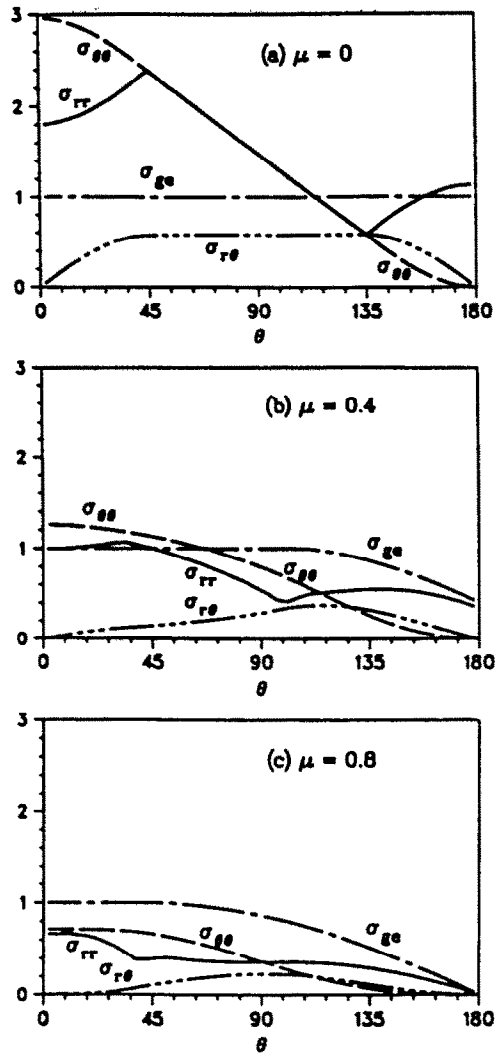 3
(a) μ = 0
σθθ
2
σrr
σge
1
σrθ
σθθ
0
0 45 90 135 180
θ
3
(b) μ = 0.4
2
σθθ
1
σge
σθθ
σrr
σrθ
0
0 45 90 135 180
θ
3
(c) μ = 0.8
2
1
σge
σθθ
σrr
σrθ
0
0 45 90 135 180
θ